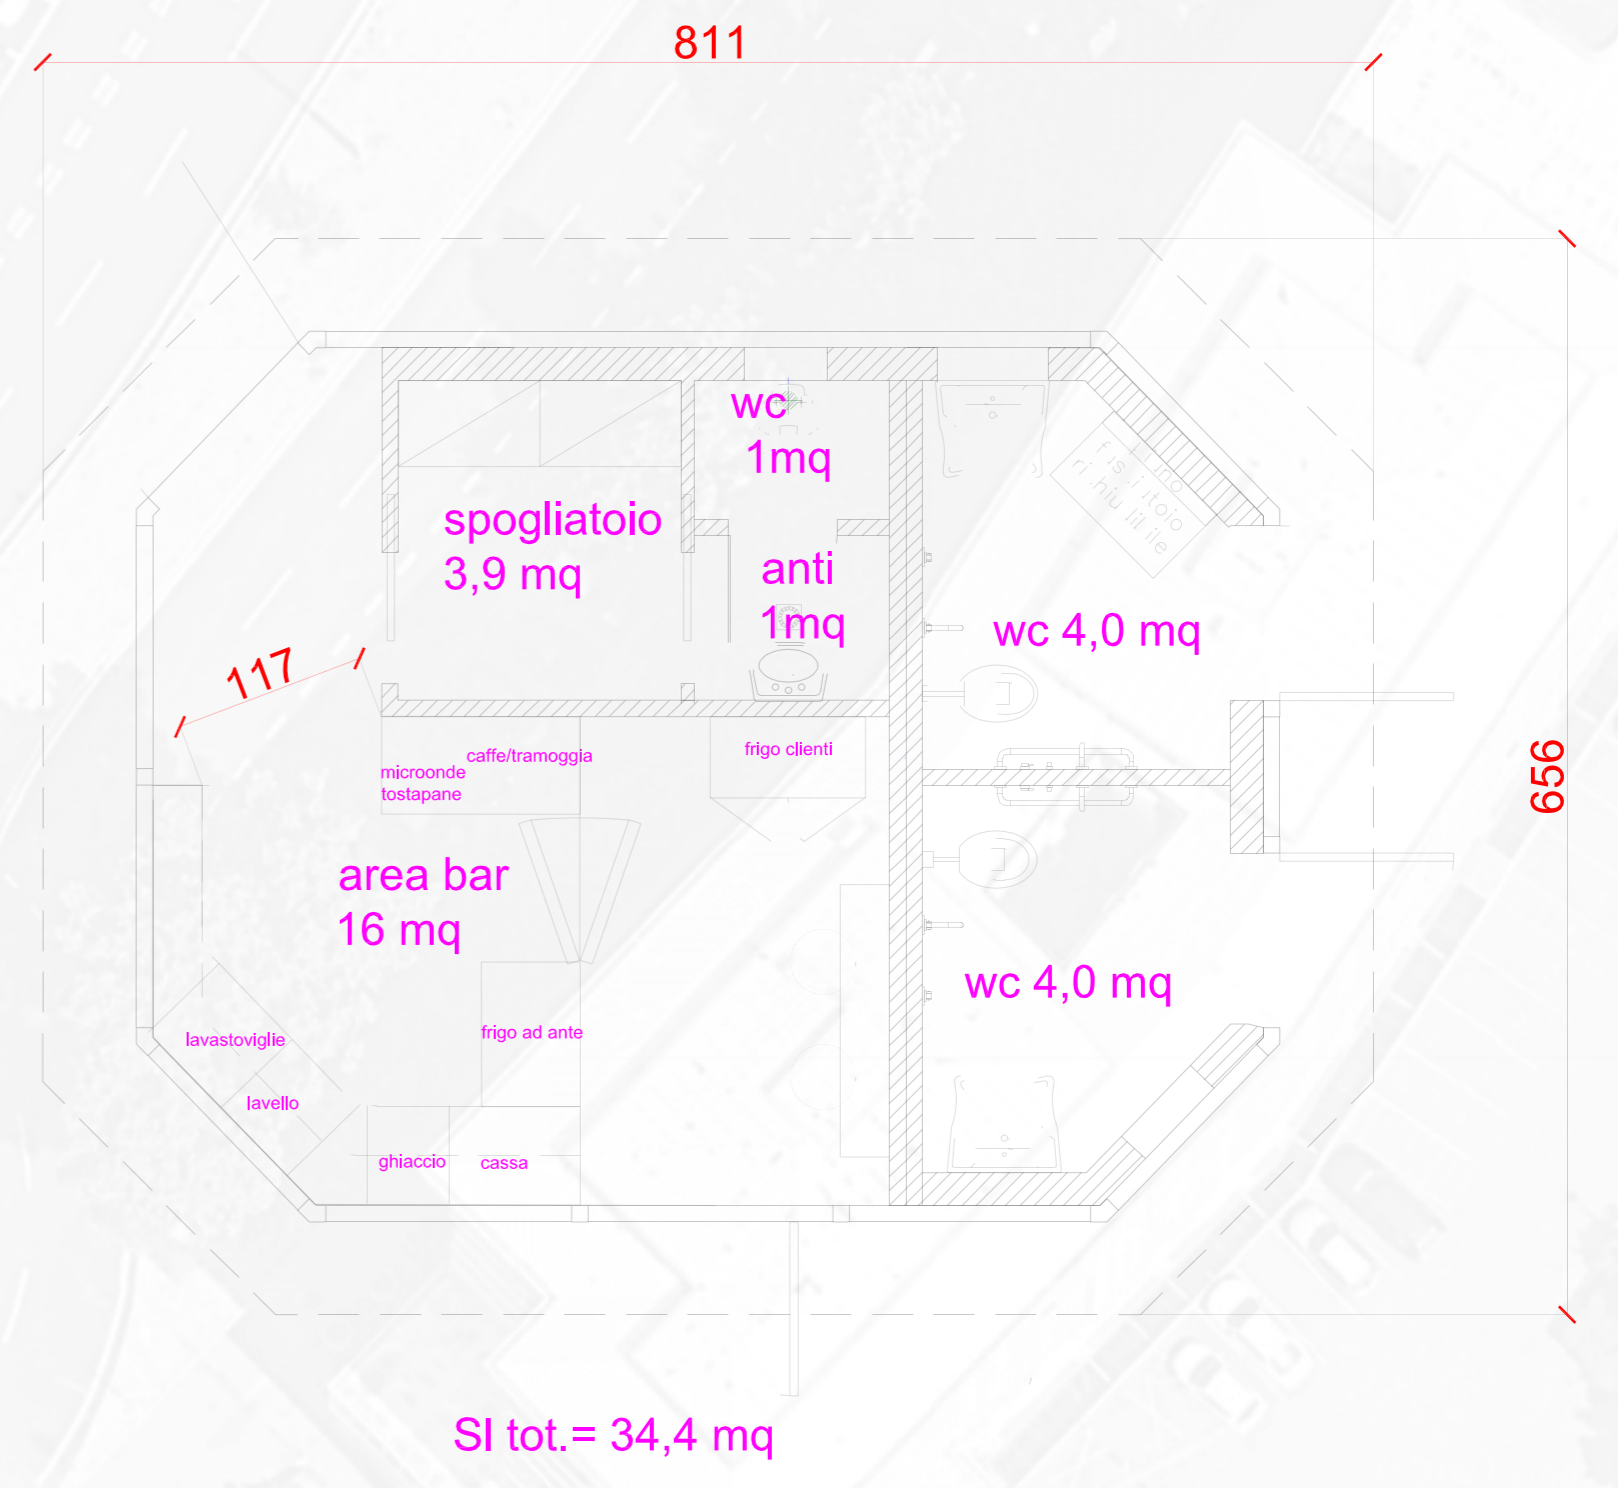 811
wc
1mq
spogliatoio
3,9 mq
anti
1mq
wc 4,0 mq
117
656
caffe/tramoggia
microonde
tostapane
frigo clienti
area bar
16 mq
frigo ad ante
wc 4,0 mq
lavastoviglie
lavello
ghiaccio
cassa
SI tot.= 34,4 mq